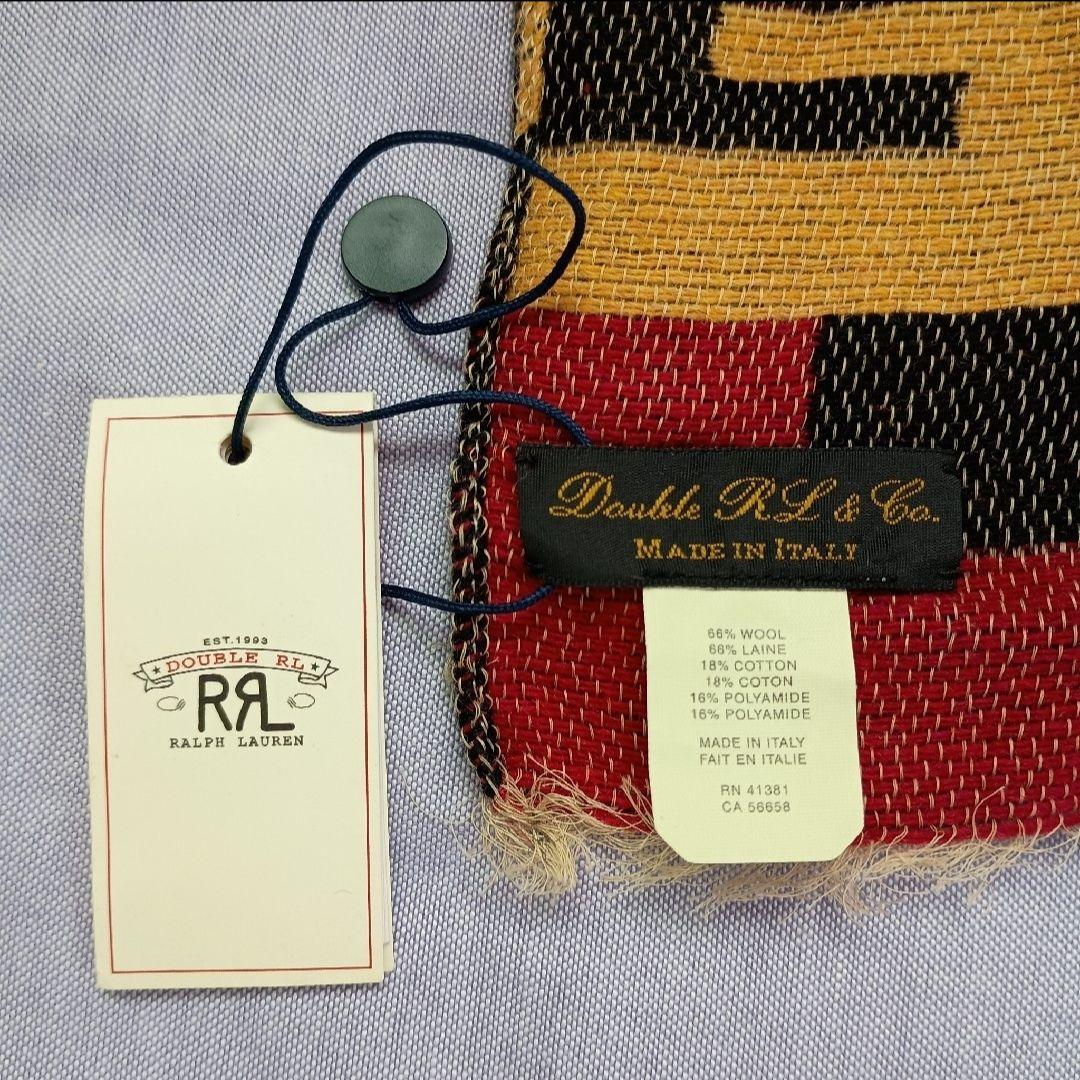 EST.1993
DOUBLE RL
RRL
RALPH LAUREN
Double RL & Co.
MADE IN ITALY
66% WOOL
66% LAINE
18% COTTON
18% COTON
16% POLYAMIDE
16% POLYAMIDE
MADE IN ITALY
FAIT EN ITALIE
RN 41381
CA 56658